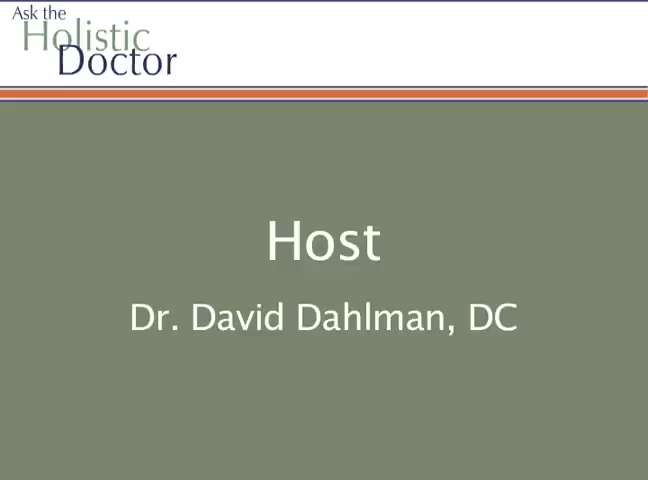 Ask the
Holistic
Doctor
Host
Dr. David Dahlman, DC